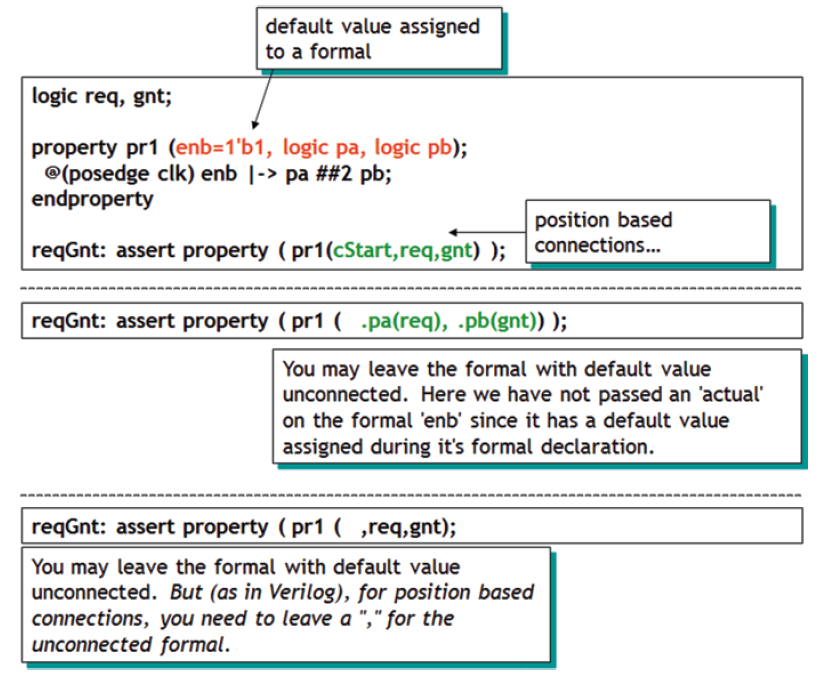 default value assigned
to a formal
logic req, gnt;
property pr1 (enb=1'b1, logic pa, logic pb);
@(posedge clk) enb |-> pa ##2 pb;
endproperty
position based
connections…
reqGnt: assert property ( pr1(cStart,req,gnt) );
reqGnt: assert property ( pr1 ( .pa(req), .pb(gnt)) );
You may leave the formal with default value
unconnected. Here we have not passed an 'actual'
on the formal 'enb' since it has a default value
assigned during it's formal declaration.
reqGnt: assert property ( pr1 ( ,req,gnt);
You may leave the formal with default value
unconnected. But (as in Verilog), for position based
connections, you need to leave a "," for the
unconnected formal.